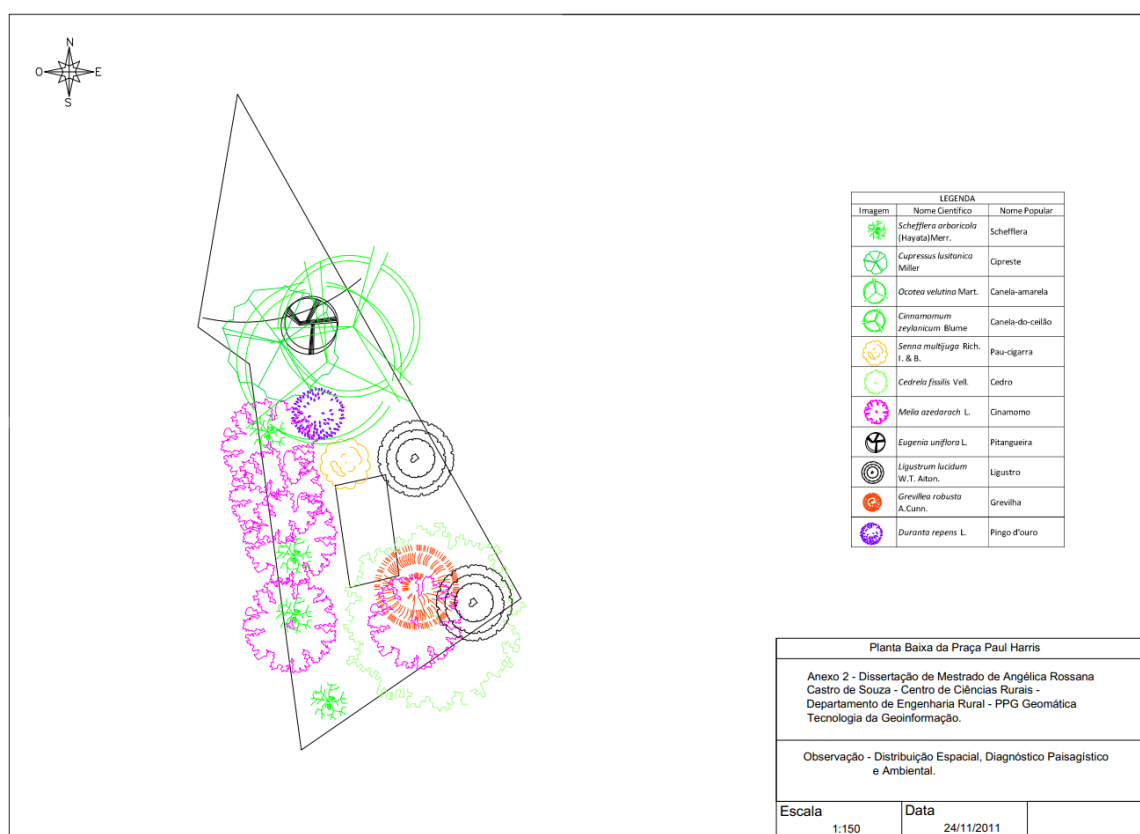 N
O E
S
LEGENDA
Imagem Nome Científico Nome Popular
Schefflera arboricola
(Hayata)Merr.
Schefflera
Cupressus lusitanica
Miller
Cipreste
Ocotea velutina Mart. Canela-amarela
Cinnamomum
zeylanicum Blume
Canela-do-ceilão
Senna multijuga Rich.
I. & B.
Pau-cigarra
Cedrela fissilis Vell. Cedro
Melia azedarach L. Cinamomo
Eugenia uniflora L. Pitangueira
Ligustrum lucidum
W.T. Aiton.
Ligustro
Grevillea robusta
A.Cunn.
Grevilha
Duranta repens L. Pingo d'ouro
Planta Baixa da Praça Paul Harris
Anexo 2 - Dissertação de Mestrado de Angélica Rossana
Castro de Souza - Centro de Ciências Rurais -
Departamento de Engenharia Rural - PPG Geomática
Tecnologia da Geoinformação.
Observação - Distribuição Espacial, Diagnóstico Paisagístico
e Ambiental.
Escala Data
1:150 24/11/2011